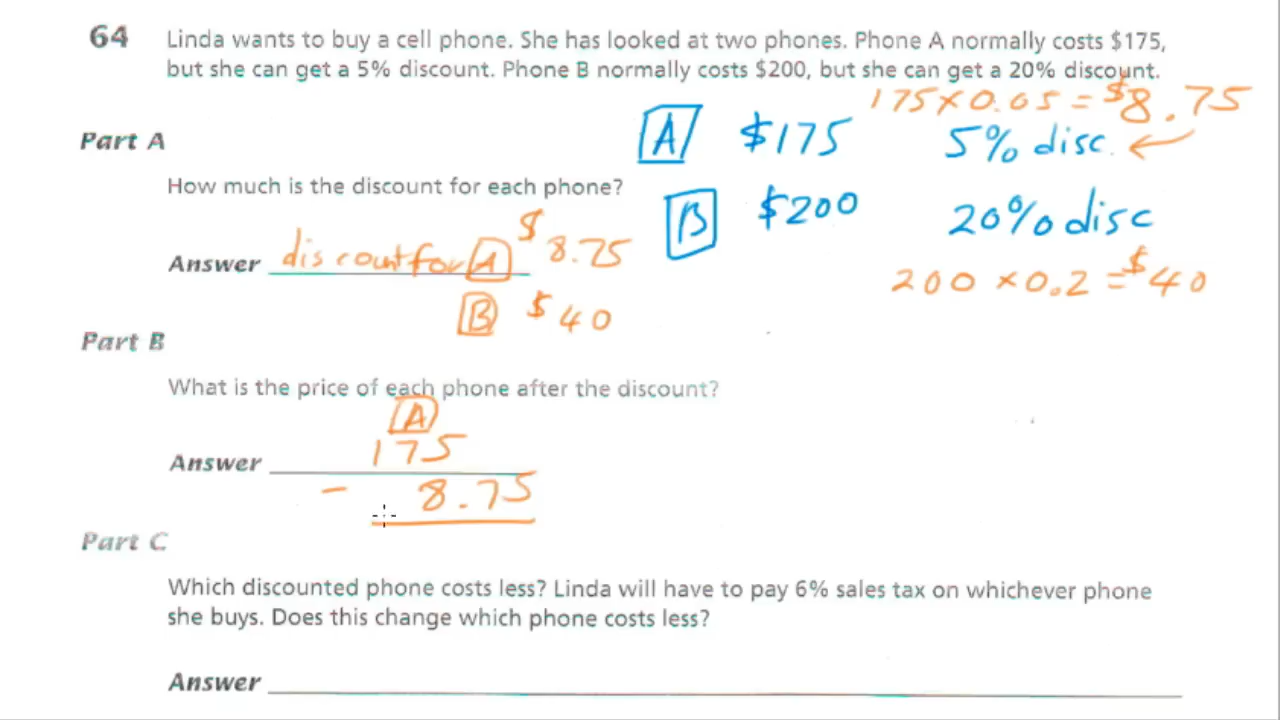 64 Linda wants to buy a cell phone. She has looked at two phones. Phone A normally costs $175,
but she can get a 5% discount. Phone B normally costs $200, but she can get a 20% discount.
175 × 0.05 = $8.75
Part A
A $175 5% disc.
How much is the discount for each phone?
B $200 20% disc
Answer discount for A $8.75
200 × 0.2 = $40
B $40
Part B
What is the price of each phone after the discount?
A
Answer 175
- 8.75
Part C
Which discounted phone costs less? Linda will have to pay 6% sales tax on whichever phone
she buys. Does this change which phone costs less?
Answer